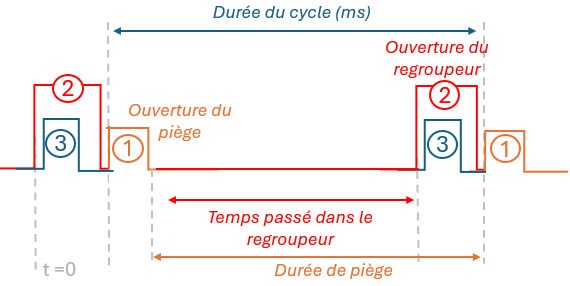 Durée du cycle (ms)
Ouverture du
regroupeur
2
2
Ouverture du
piège
3
1
3
1
Temps passé dans le
regroupeur
t =0
Durée de piège